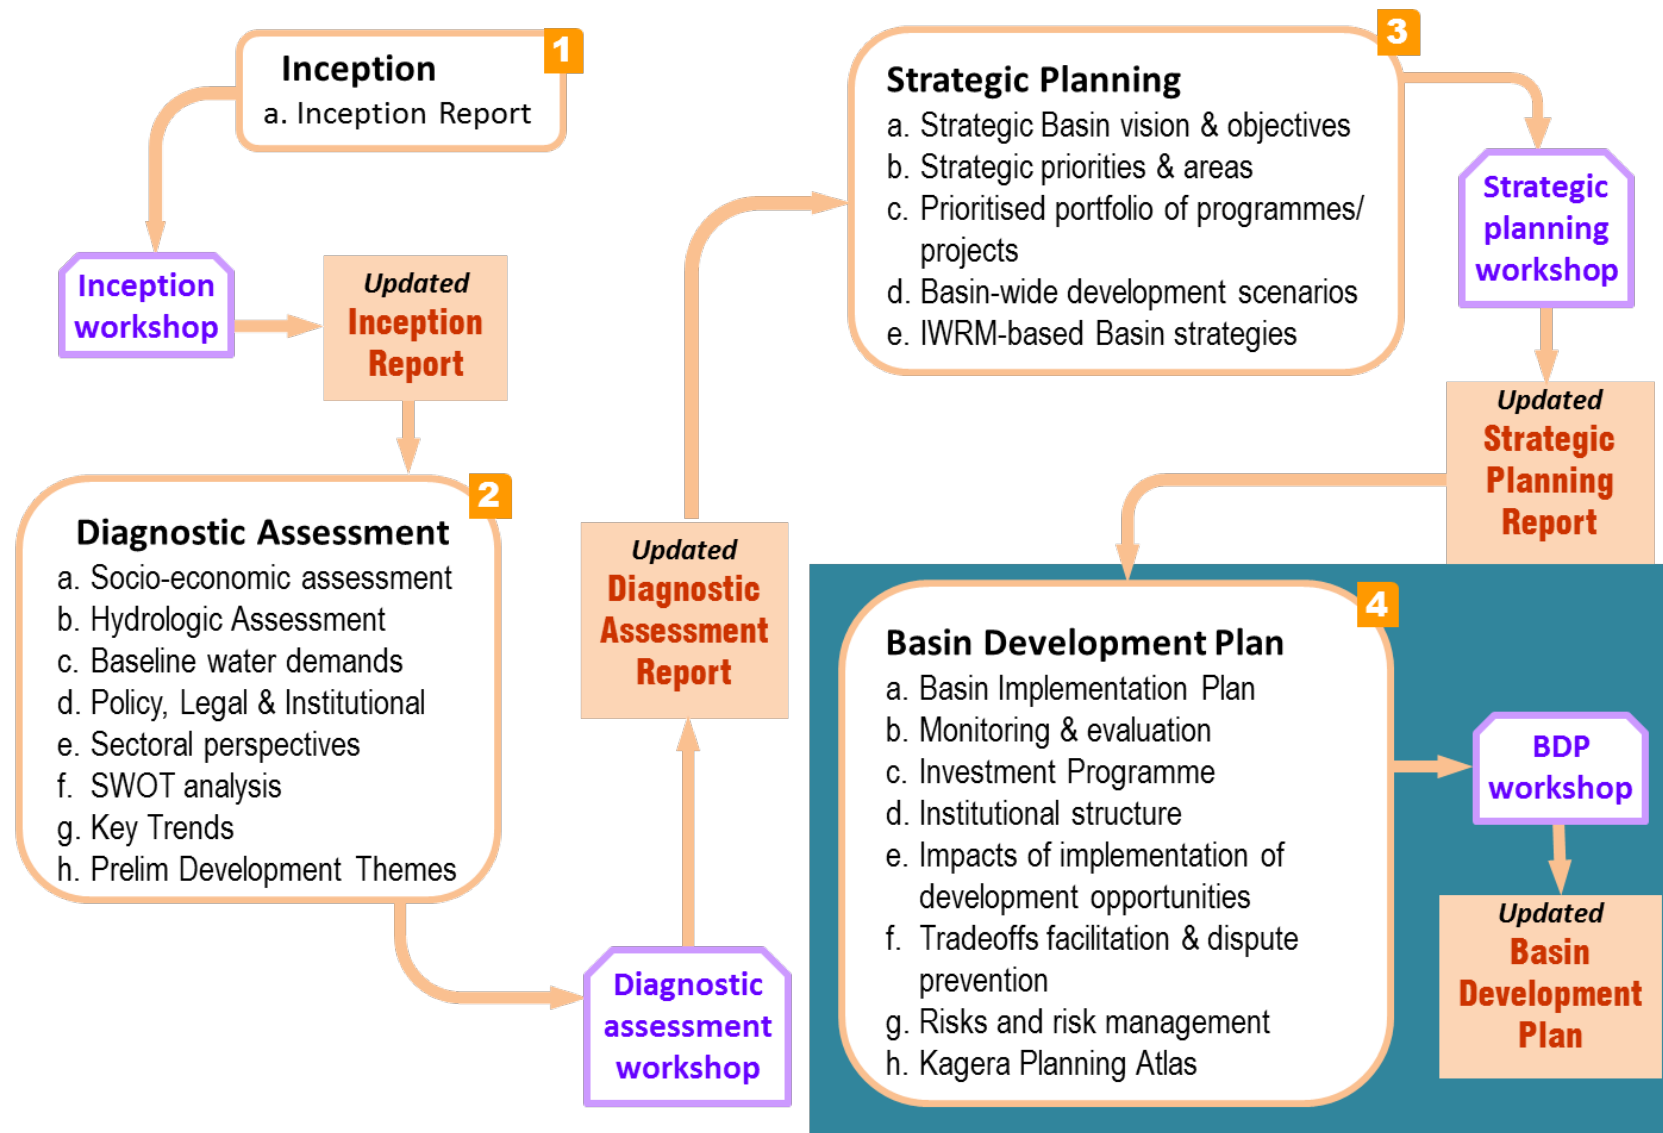 1
Inception
a. Inception Report
Inception
workshop
Updated
Inception
Report
2
Diagnostic Assessment
a. Socio-economic assessment
b. Hydrologic Assessment
c. Baseline water demands
d. Policy, Legal & Institutional
e. Sectoral perspectives
f. SWOT analysis
g. Key Trends
h. Prelim Development Themes
Diagnostic
assessment
workshop
Updated
Diagnostic
Assessment
Report
3
Strategic Planning
a. Strategic Basin vision & objectives
b. Strategic priorities & areas
c. Prioritised portfolio of programmes/
projects
d. Basin-wide development scenarios
e. IWRM-based Basin strategies
Strategic
planning
workshop
Updated
Strategic
Planning
Report
4
Basin Development Plan
a. Basin Implementation Plan
b. Monitoring & evaluation
c. Investment Programme
d. Institutional structure
e. Impacts of implementation of
development opportunities
f. Tradeoffs facilitation & dispute
prevention
g. Risks and risk management
h. Kagera Planning Atlas
BDP
workshop
Updated
Basin
Development
Plan